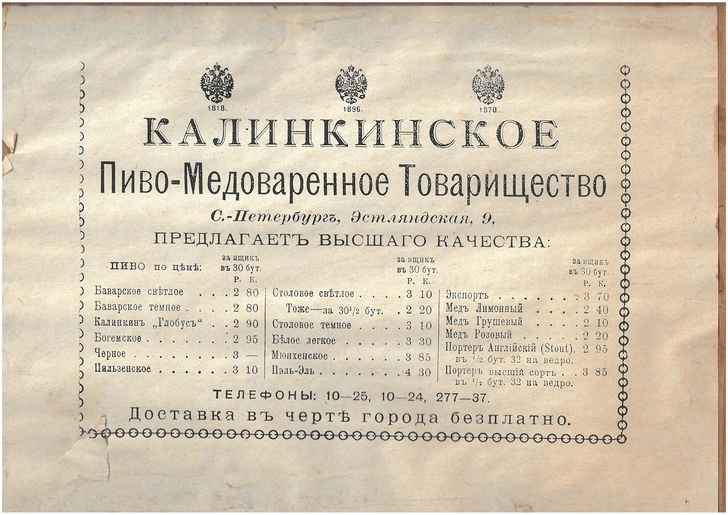 1818. 1896. 1870.
КАЛИНКИНСКОЕ
Пиво-Медоваренное Товарищество
С.-Петербургъ, Эстляндская, 9,
ПРЕДЛАГАЕТЪ ВЫСШАГО КАЧЕСТВА:
ПИВО ПО ЦѢНѢ: за ящикъ въ 30 бут. Р. К.
Баварское свѣтлое . . . . 2 80
Баварское темное . . . . 2 80
Калинкинъ „Глобусъ“ . . 2 90
Богемское . . . . . . 2 95
Черное . . . . . . . 3 —
Пильзенское . . . . . 3 10
за ящикъ въ 30 бут. Р. К.
Столовое свѣтлое . . . . 3 10
Тоже—за 30½ бут. . . 2 20
Столовое темное . . . . 3 10
Бѣлое легкое . . . . . 3 30
Мюнхенское . . . . . 3 85
Пэль-Эль . . . . . . 4 30
за ящикъ въ 30 бут. Р. К.
Экспортъ . . . . . . . 3 70
Медъ Лимонный . . . . . 2 40
Медъ Грушевый . . . . . 2 10
Медъ Розовый . . . . . 2 20
Портеръ Англійскій (Stout). 2 95
въ ½ бут. 32 на ведро.
Портеръ высшій сортъ . . . 3 85
въ ½ бут. 32 на ведро.
ТЕЛЕФОНЫ: 10—25, 10—24, 277—37.
Доставка въ чертѣ города безплатно.